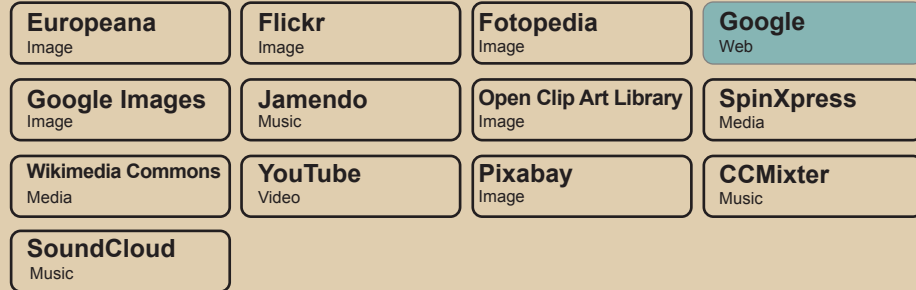 Europeana
Image
Flickr
Image
Fotopedia
Image
Google
Web
Google Images
Image
Jamendo
Music
Open Clip Art Library
Image
SpinXpress
Media
Wikimedia Commons
Media
YouTube
Video
Pixabay
Image
CCMixter
Music
SoundCloud
Music